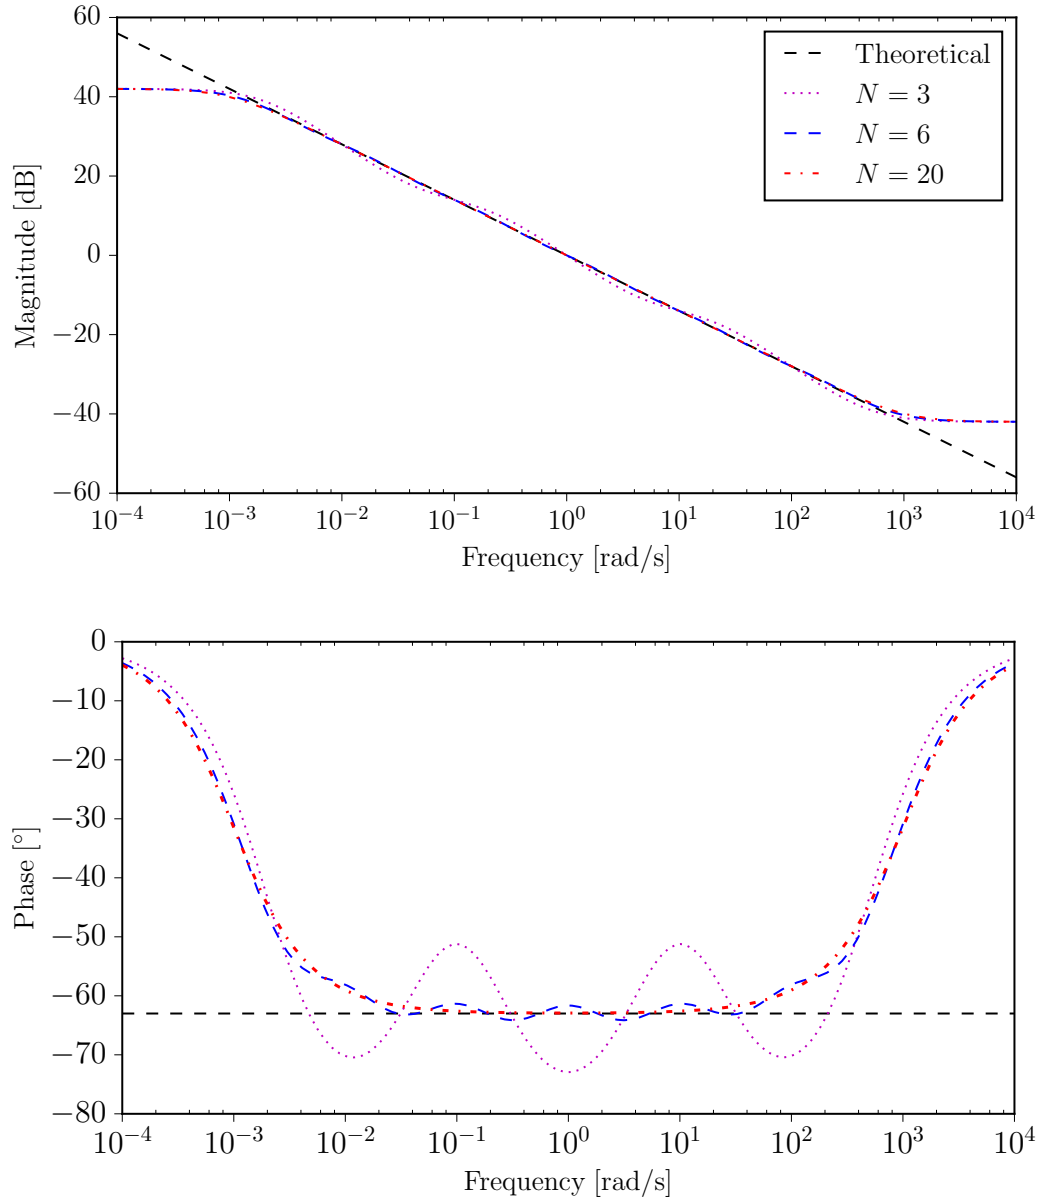 60
40
20
0
−20
−40
−60
Magnitude [dB]
Theoretical
N = 3
N = 6
N = 20
10⁻⁴ 10⁻³ 10⁻² 10⁻¹ 10⁰ 10¹ 10² 10³ 10⁴
Frequency [rad/s]
0
−10
−20
−30
−40
−50
−60
−70
−80
Phase [°]
10⁻⁴ 10⁻³ 10⁻² 10⁻¹ 10⁰ 10¹ 10² 10³ 10⁴
Frequency [rad/s]